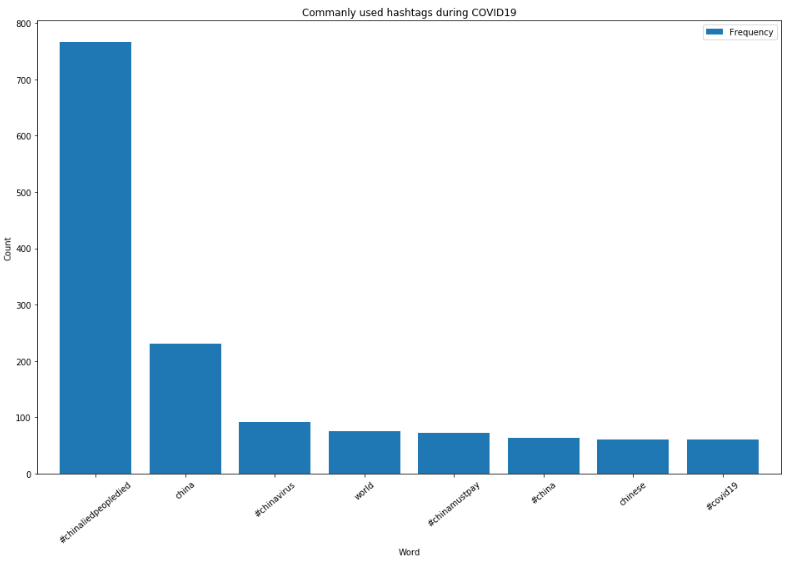 Commanly used hashtags during COVID19
Frequency
Count
800
700
600
500
400
300
200
100
0
#chinaliedpeopledied
china
#chinavirus
world
#chinamustpay
#china
chinese
#covid19
Word